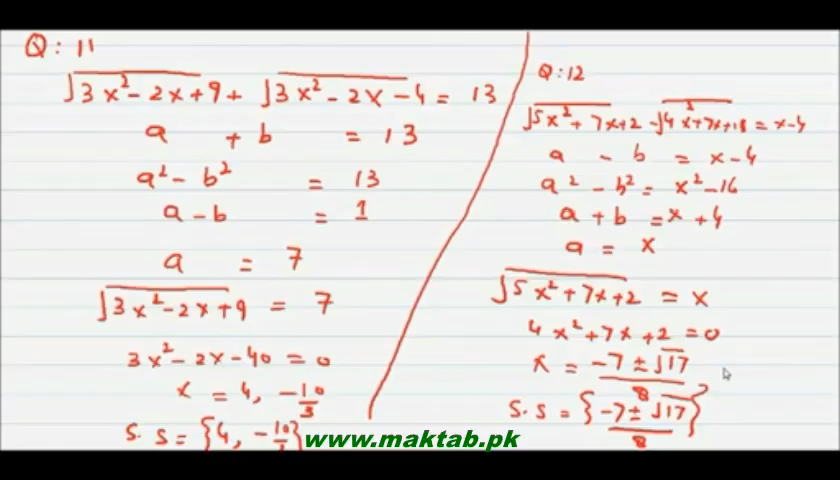 Q: 11
√3x² - 2x + 9 + √3x² - 2x - 4 = 13
a + b = 13
a² - b² = 13
a - b = 1
a = 7
√3x² - 2x + 9 = 7
3x² - 2x - 40 = 0
x = 4, -10/3
S.S = {4, -10/3}
Q: 12
√5x² + 7x + 2 - √4x² + 7x + 18 = x - 4
a - b = x - 4
a² - b² = x² - 16
a + b = x + 4
a = x
√5x² + 7x + 2 = x
4x² + 7x + 2 = 0
x = -7 ± √17 / 8
S.S = {-7 ± √17 / 8}
www.maktab.pk